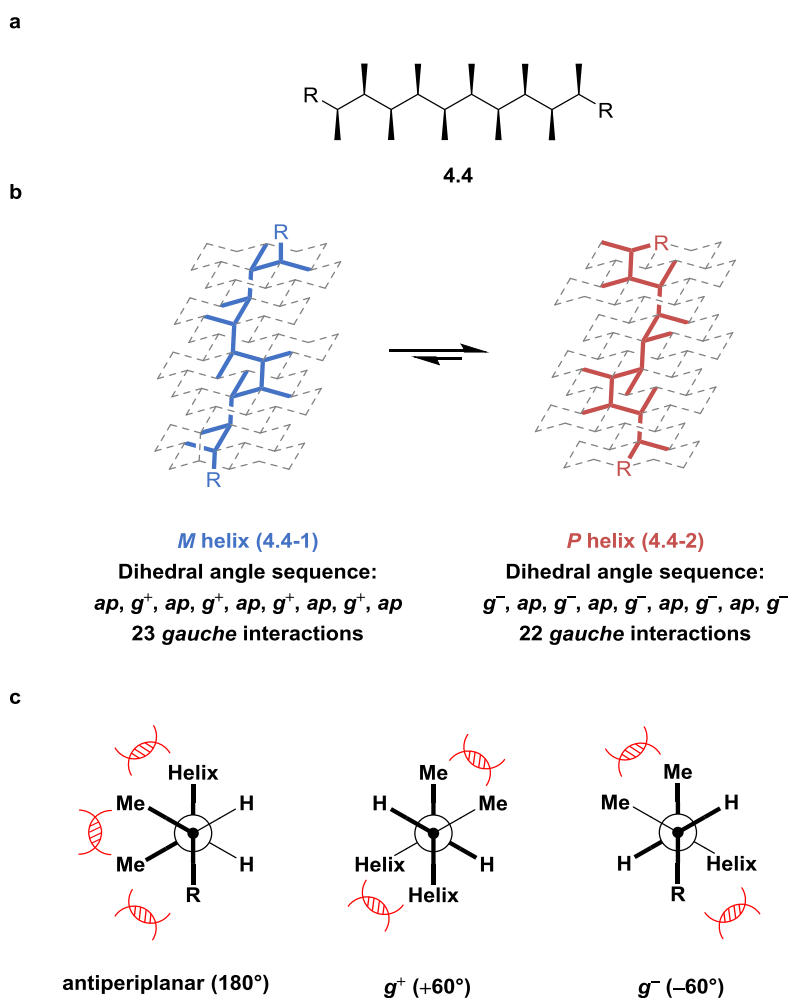 a
R
R
4.4
b
R
R
R
R
M helix (4.4-1)
Dihedral angle sequence:
ap, g⁺, ap, g⁺, ap, g⁺, ap, g⁺, ap
23 gauche interactions
P helix (4.4-2)
Dihedral angle sequence:
g⁻, ap, g⁻, ap, g⁻, ap, g⁻, ap, g⁻
22 gauche interactions
c
Helix
Me
H
Me
H
R
antiperiplanar (180°)
Me
H
Me
Helix
H
Helix
g⁺ (+60°)
Me
Me
H
H
Helix
R
g⁻ (–60°)